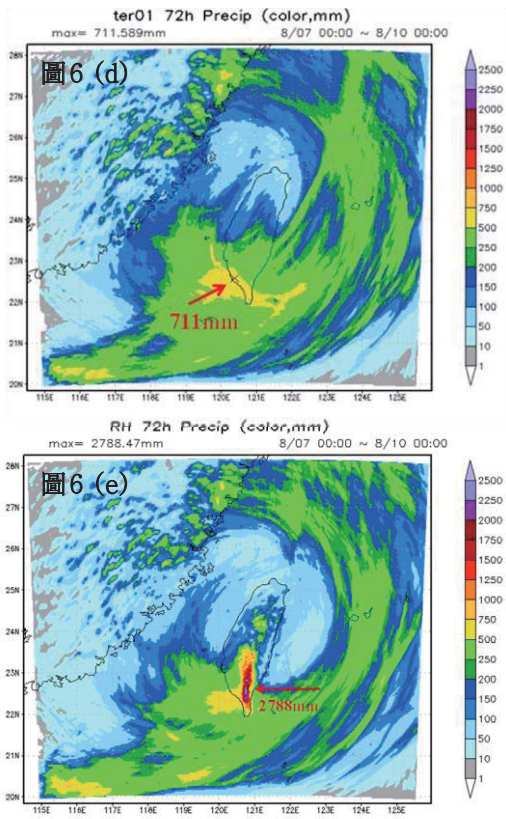 ter01 72h Precip (color,mm)
max= 711.589mm 8/07 00:00 ~ 8/10 00:00
圖6 (d)
28N
27N
26N
25N
24N
23N
22N
21N
20N
711mm
115E 116E 117E 118E 119E 120E 121E 122E 123E 124E 125E
2500
2250
2000
1750
1500
1250
1000
750
500
250
200
150
100
50
10
1
RH 72h Precip (color,mm)
max= 2788.47mm 8/07 00:00 ~ 8/10 00:00
圖6 (e)
28N
27N
26N
25N
24N
23N
22N
21N
20N
2788mm
115E 116E 117E 118E 119E 120E 121E 122E 123E 124E 125E
2500
2250
2000
1750
1500
1250
1000
750
500
250
200
150
100
50
10
1